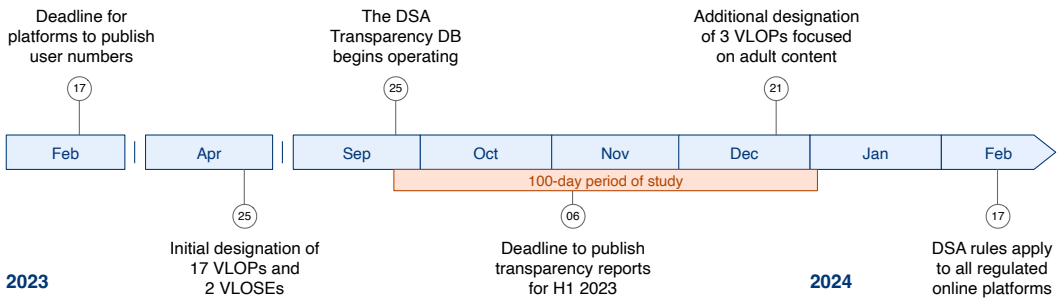 Deadline for
platforms to publish
user numbers
The DSA
Transparency DB
begins operating
Additional designation
of 3 VLOPs focused
on adult content
17
25
21
Feb
Apr
Sep
Oct
Nov
Dec
Jan
Feb
100-day period of study
25
06
17
Initial designation of
17 VLOPs and
2 VLOSEs
Deadline to publish
transparency reports
for H1 2023
DSA rules apply
to all regulated
online platforms
2023
2024